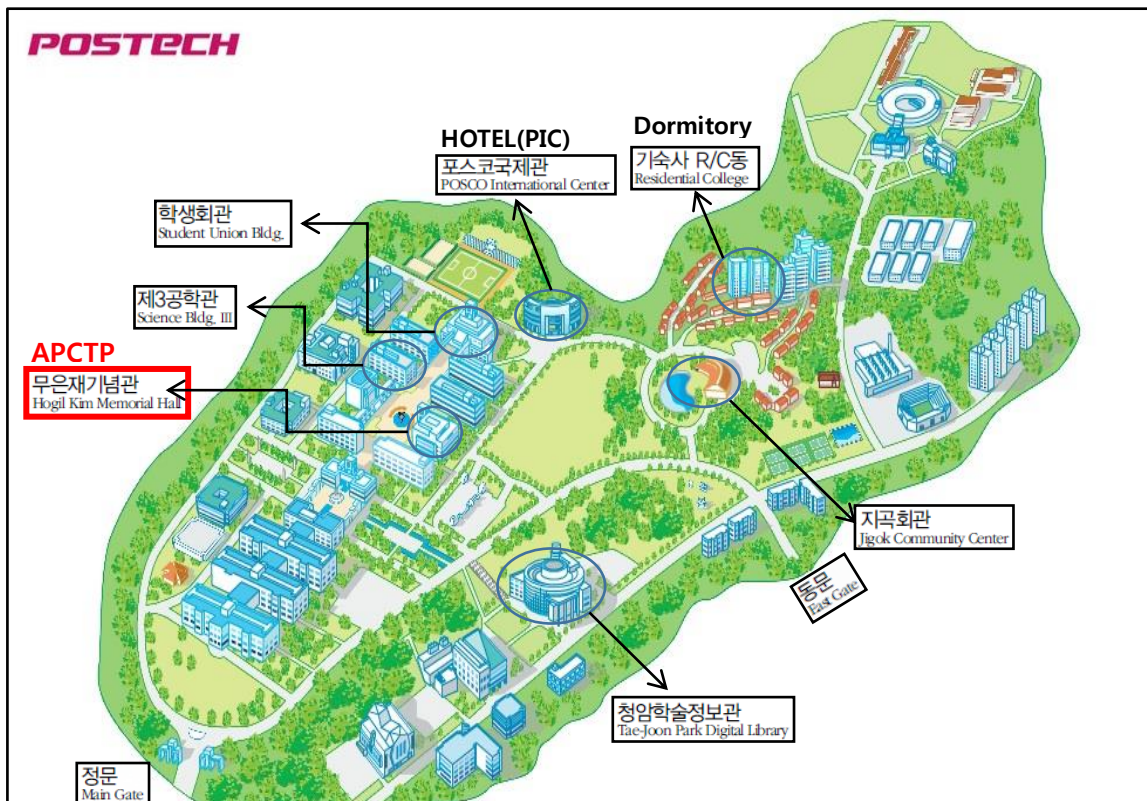 POSTECH
HOTEL(PIC)
포스코국제관
POSCO International Center
Dormitory
기숙사 R/C동
Residential College
학생회관
Student Union Bldg.
제3공학관
Science Bldg, III
APCTP
무은재기념관
Hogil Kim Memorial Hall
지곡회관
Jigok Community Center
동문
East Gate
청암학술정보관
Tae-Joon Park Digital Library
정문
Main Gate